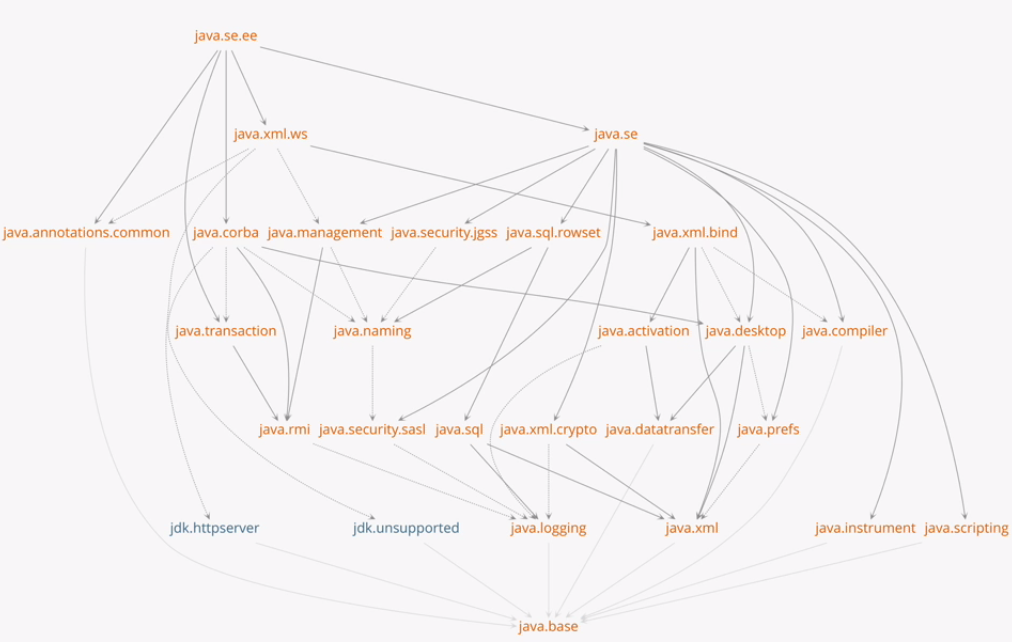 java.se.ee
java.xml.ws java.se
java.annotations.common java.corba java.management java.security.jgss java.sql.rowset java.xml.bind
java.transaction java.naming java.activation java.desktop java.compiler
java.rmi java.security.sasl java.sql java.xml.crypto java.datatransfer java.prefs
jdk.httpserver jdk.unsupported java.logging java.xml java.instrument java.scripting
java.base